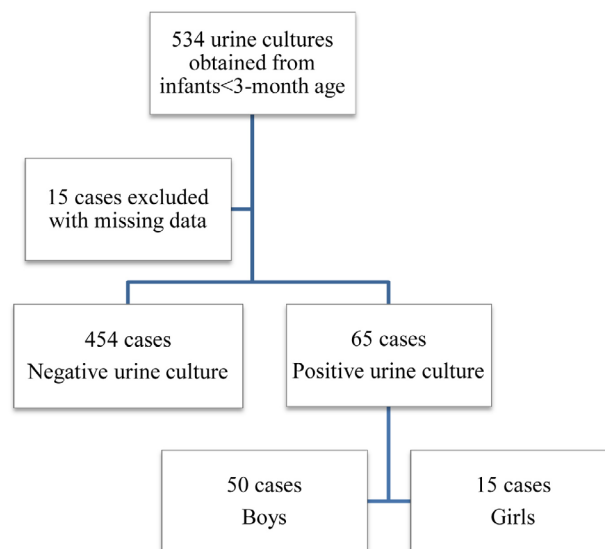 534 urine cultures
obtained from
infants<3-month age
15 cases excluded
with missing data
454 cases
Negative urine culture
65 cases
Positive urine culture
50 cases
Boys
15 cases
Girls